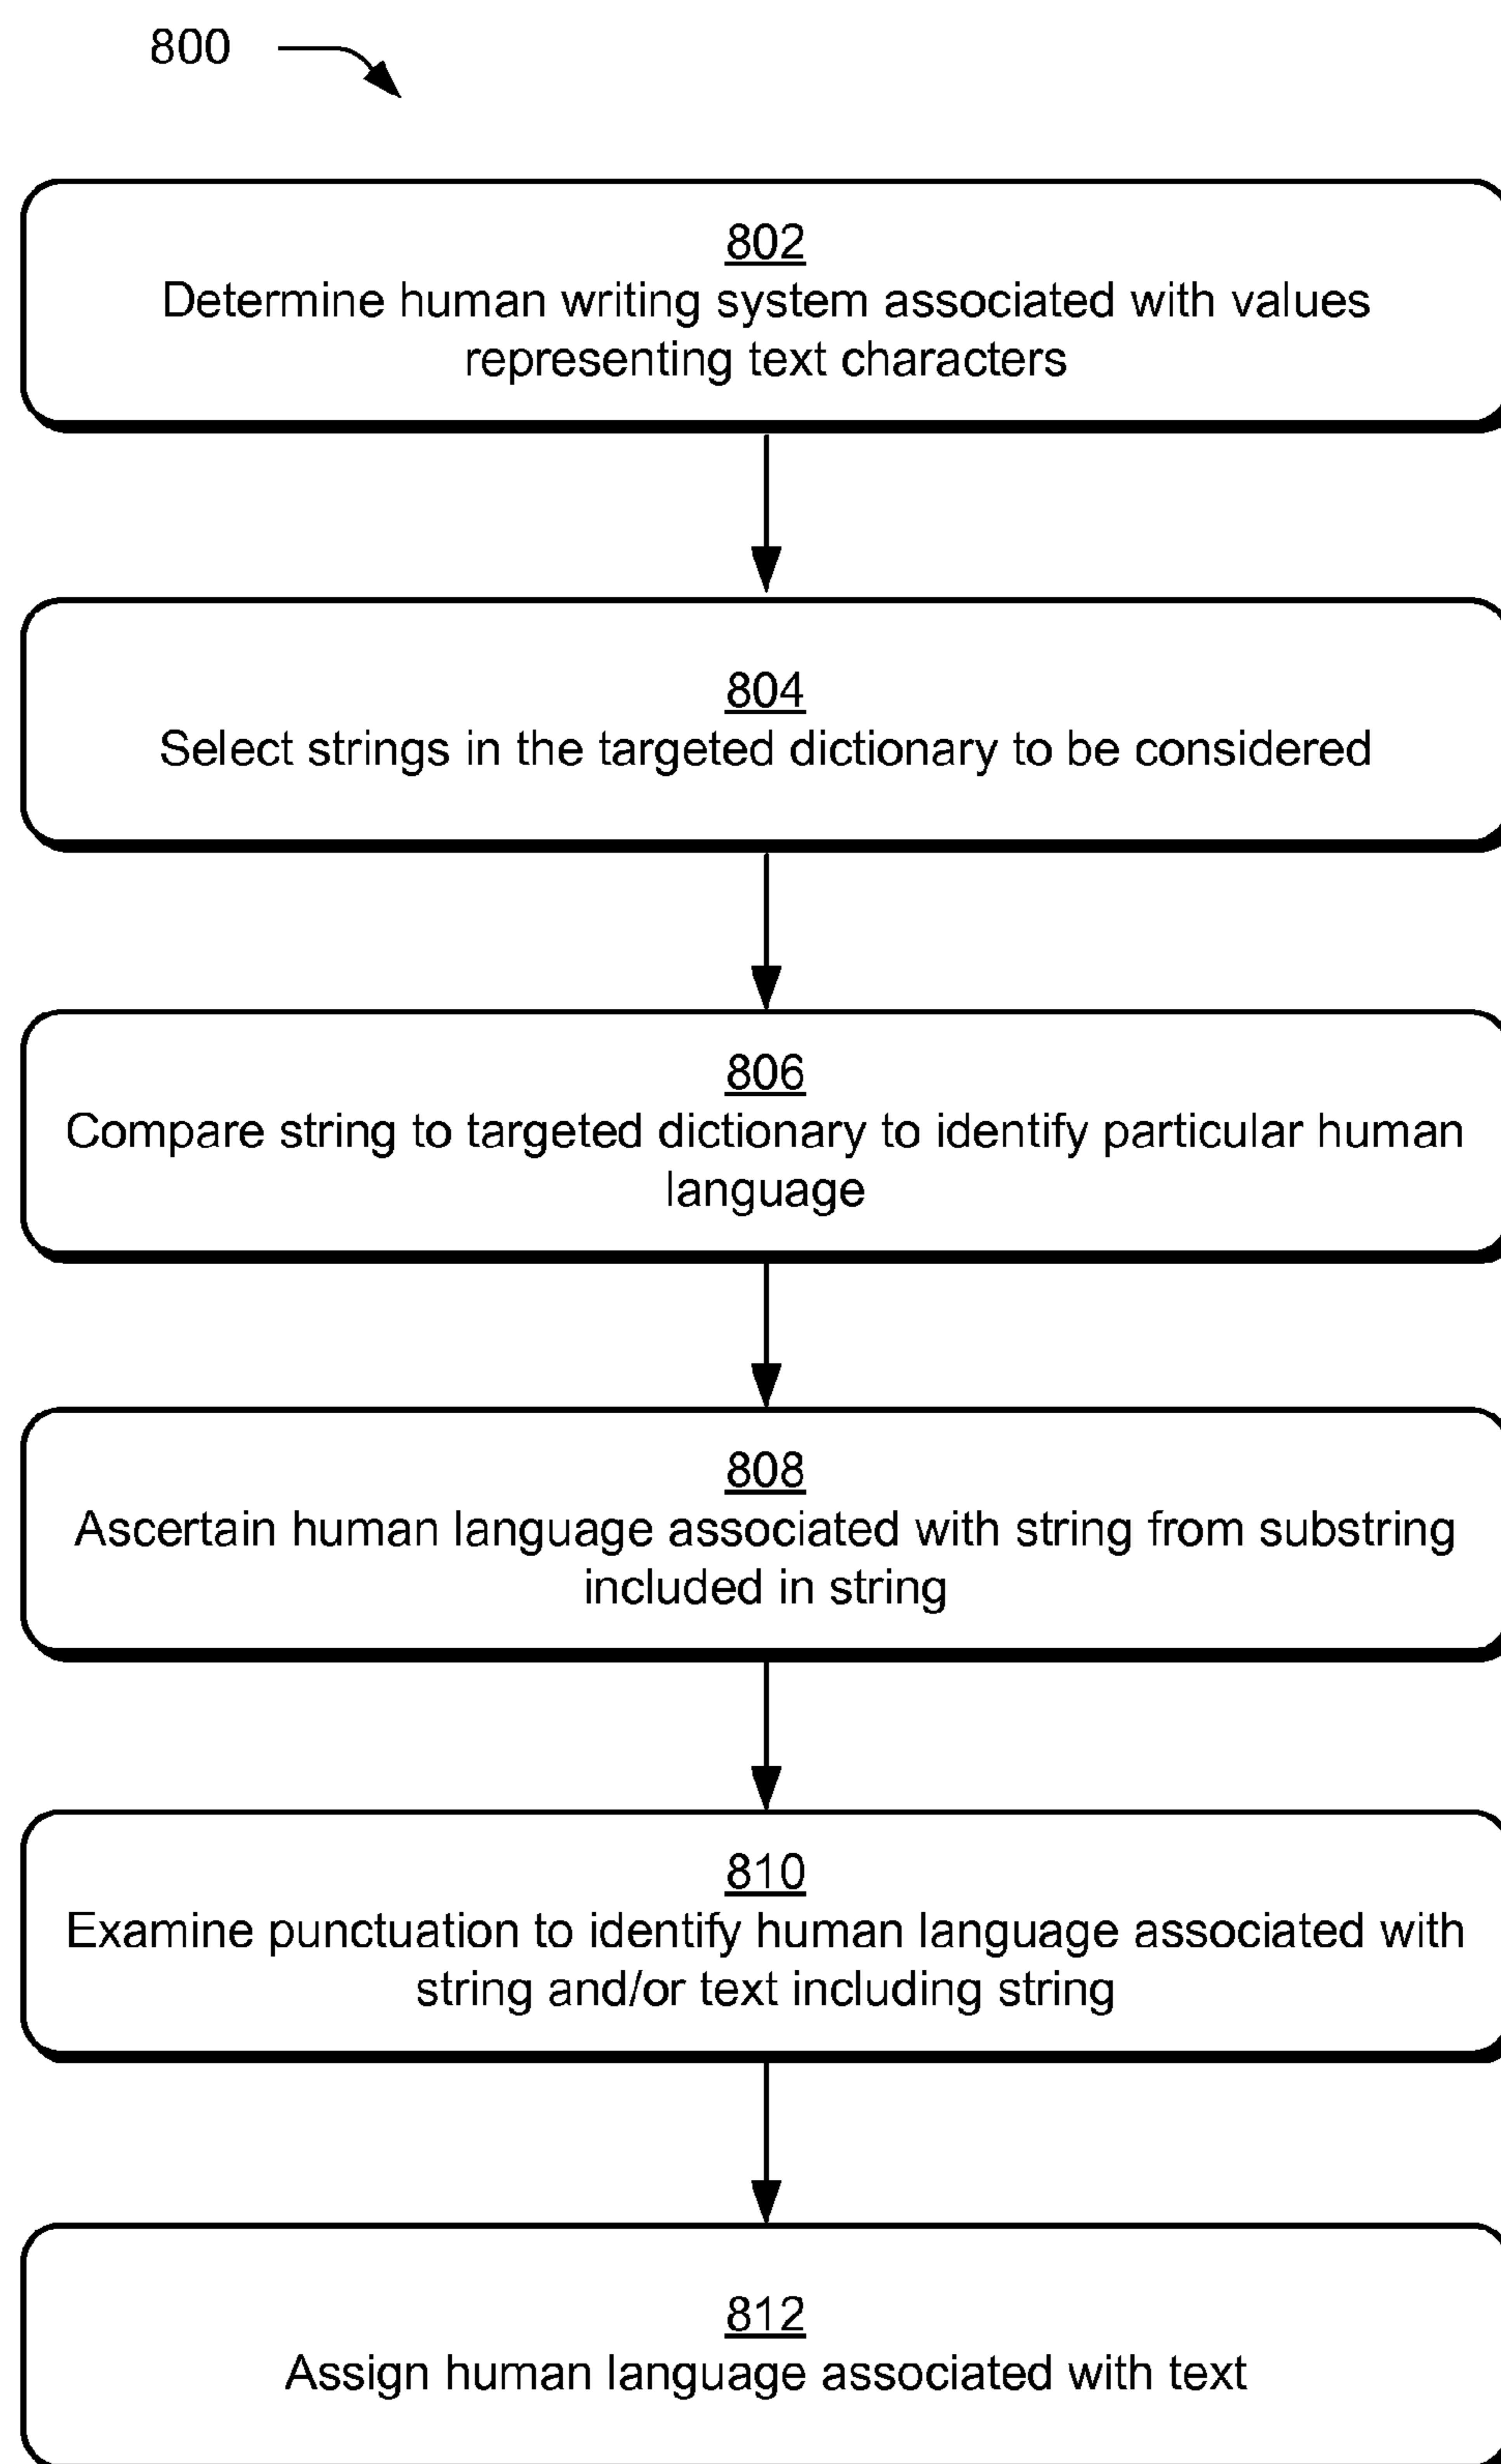 800
802
Determine human writing system associated with values
representing text characters
804
Select strings in the targeted dictionary to be considered
806
Compare string to targeted dictionary to identify particular human
language
808
Ascertain human language associated with string from substring
included in string
810
Examine punctuation to identify human language associated with
string and/or text including string
812
Assign human language associated with text